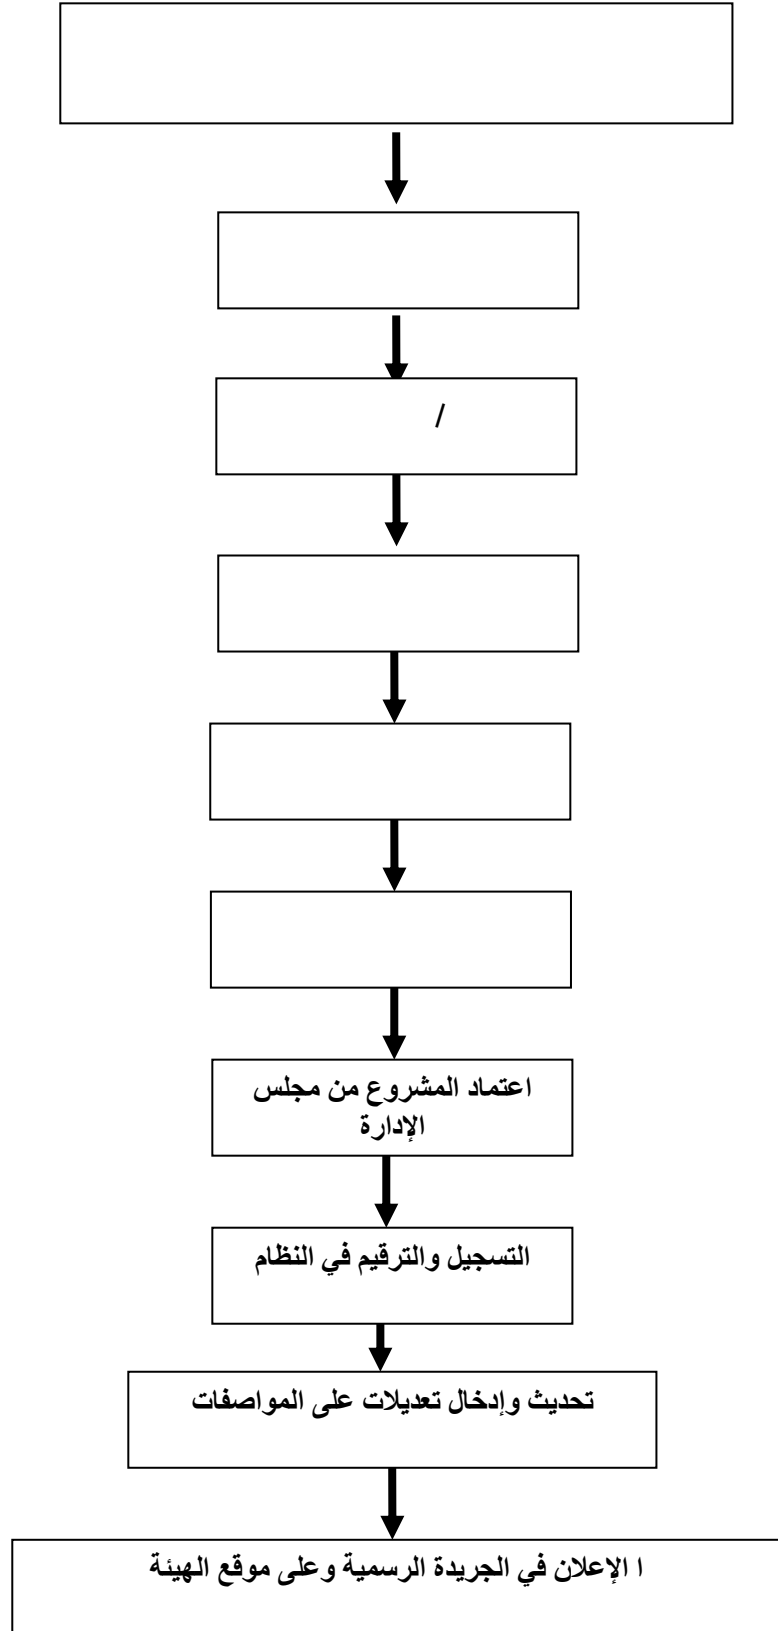 /
اعتماد المشروع من مجلس
الإدارة
التسجيل والترقيم في النظام
تحديث وإدخال تعديلات على المواصفات
ا الإعلان في الجريدة الرسمية وعلى موقع الهيئة